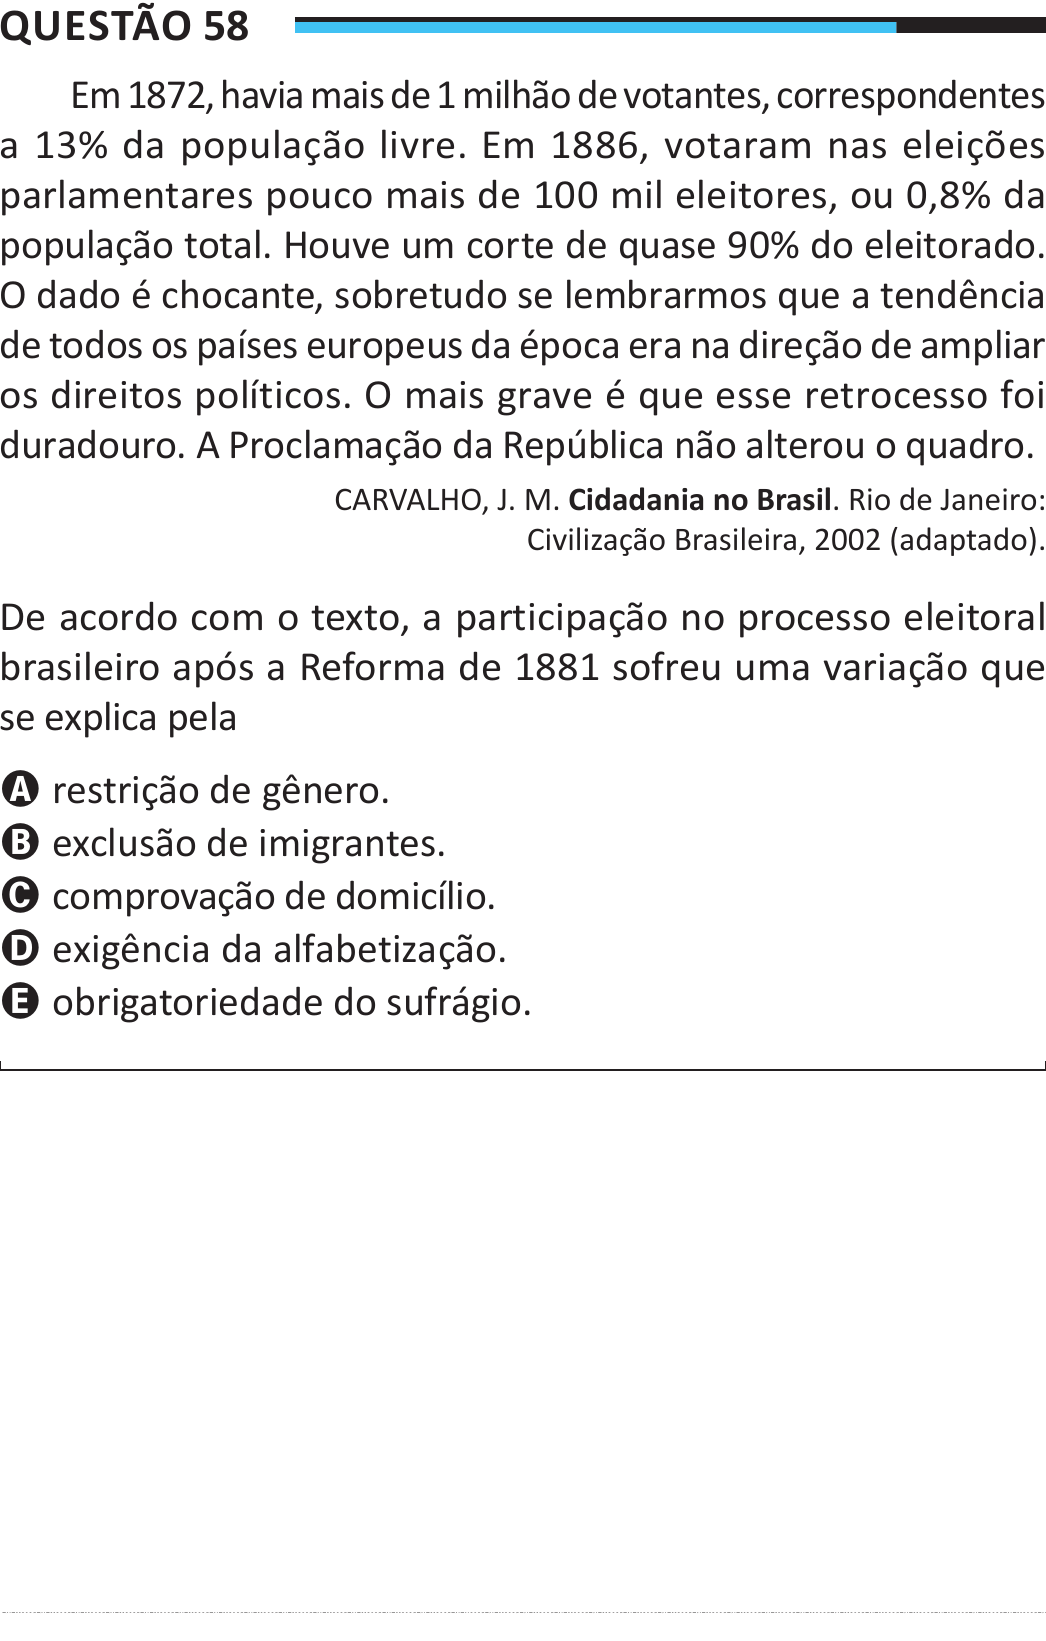 QUESTÃO 58
Em 1872, havia mais de 1 milhão de votantes, correspondentes
a 13% da população livre. Em 1886, votaram nas eleições
parlamentares pouco mais de 100 mil eleitores, ou 0,8% da
população total. Houve um corte de quase 90% do eleitorado.
O dado é chocante, sobretudo se lembrarmos que a tendência
de todos os países europeus da época era na direção de ampliar
os direitos políticos. O mais grave é que esse retrocesso foi
duradouro. A Proclamação da República não alterou o quadro.
CARVALHO, J. M. Cidadania no Brasil. Rio de Janeiro:
Civilização Brasileira, 2002 (adaptado).
De acordo com o texto, a participação no processo eleitoral
brasileiro após a Reforma de 1881 sofreu uma variação que
se explica pela
A restrição de gênero.
B exclusão de imigrantes.
C comprovação de domicílio.
D exigência da alfabetização.
E obrigatoriedade do sufrágio.